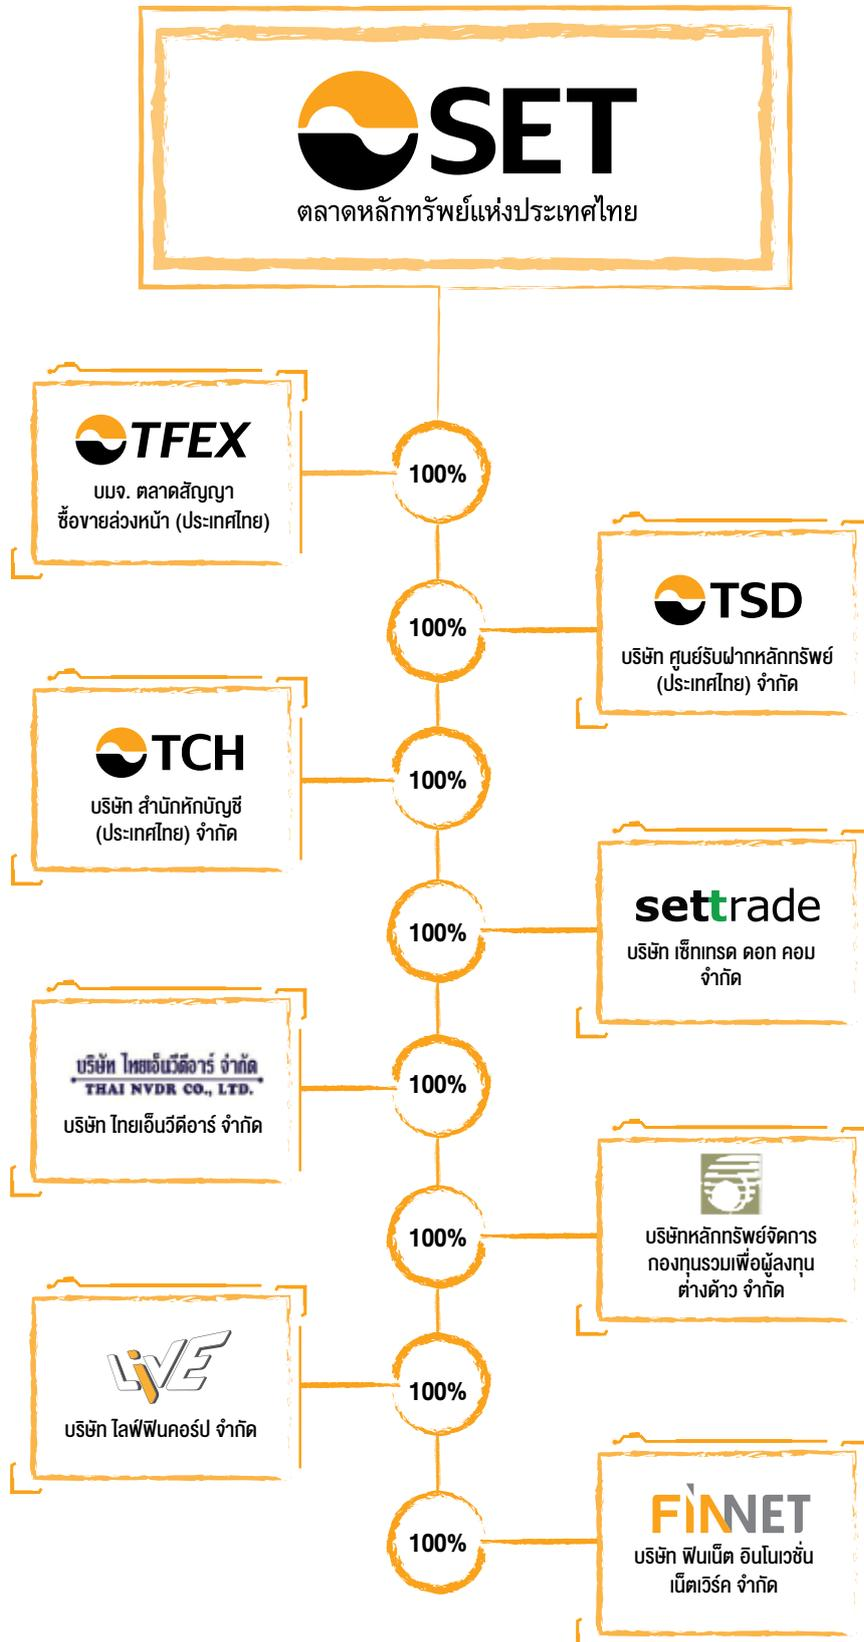 SET
ตลาดหลักทรัพย์แห่งประเทศไทย
TFEX
บมจ. ตลาดสัญญา
ซื้อขายล่วงหน้า (ประเทศไทย)
100%
100%
TSD
บริษัท ศูนย์รับฝากหลักทรัพย์
(ประเทศไทย) จำกัด
TCH
บริษัท สำนักหักบัญชี
(ประเทศไทย) จำกัด
100%
100%
settrade
บริษัท เซ็ทเทรด ดอท คอม
จำกัด
บริษัท ไทยเอ็นวีดีอาร์ จำกัด
THAI NVDR CO., LTD.
บริษัท ไทยเอ็นวีดีอาร์ จำกัด
100%
100%
บริษัทหลักทรัพย์จัดการ
กองทุนรวมเพื่อผู้ลงทุน
ต่างด้าว จำกัด
LiVE
บริษัท ไลฟ์ฟินคอร์ป จำกัด
100%
100%
FiNNET
บริษัท ฟินเน็ต อินโนเวชั่น
เน็ตเวิร์ค จำกัด